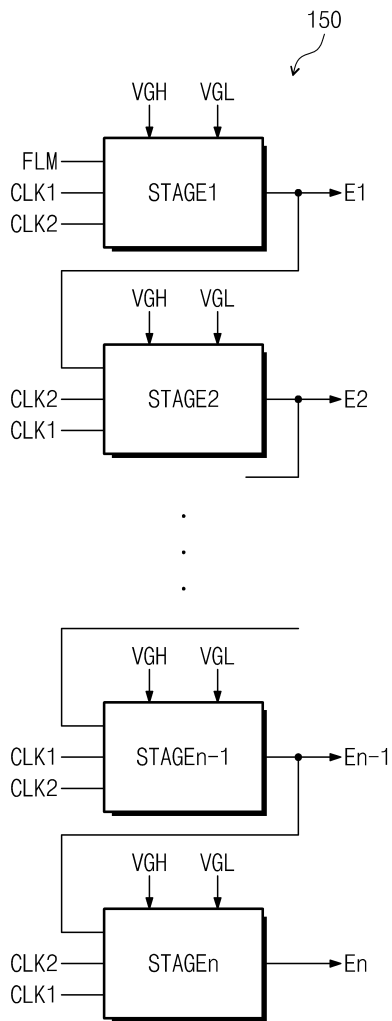 150
VGH VGL
FLM
CLK1 STAGE1 E1
CLK2
VGH VGL
CLK2 STAGE2 E2
CLK1
VGH VGL
CLK1 STAGEn-1 En-1
CLK2
VGH VGL
CLK2 STAGEn En
CLK1